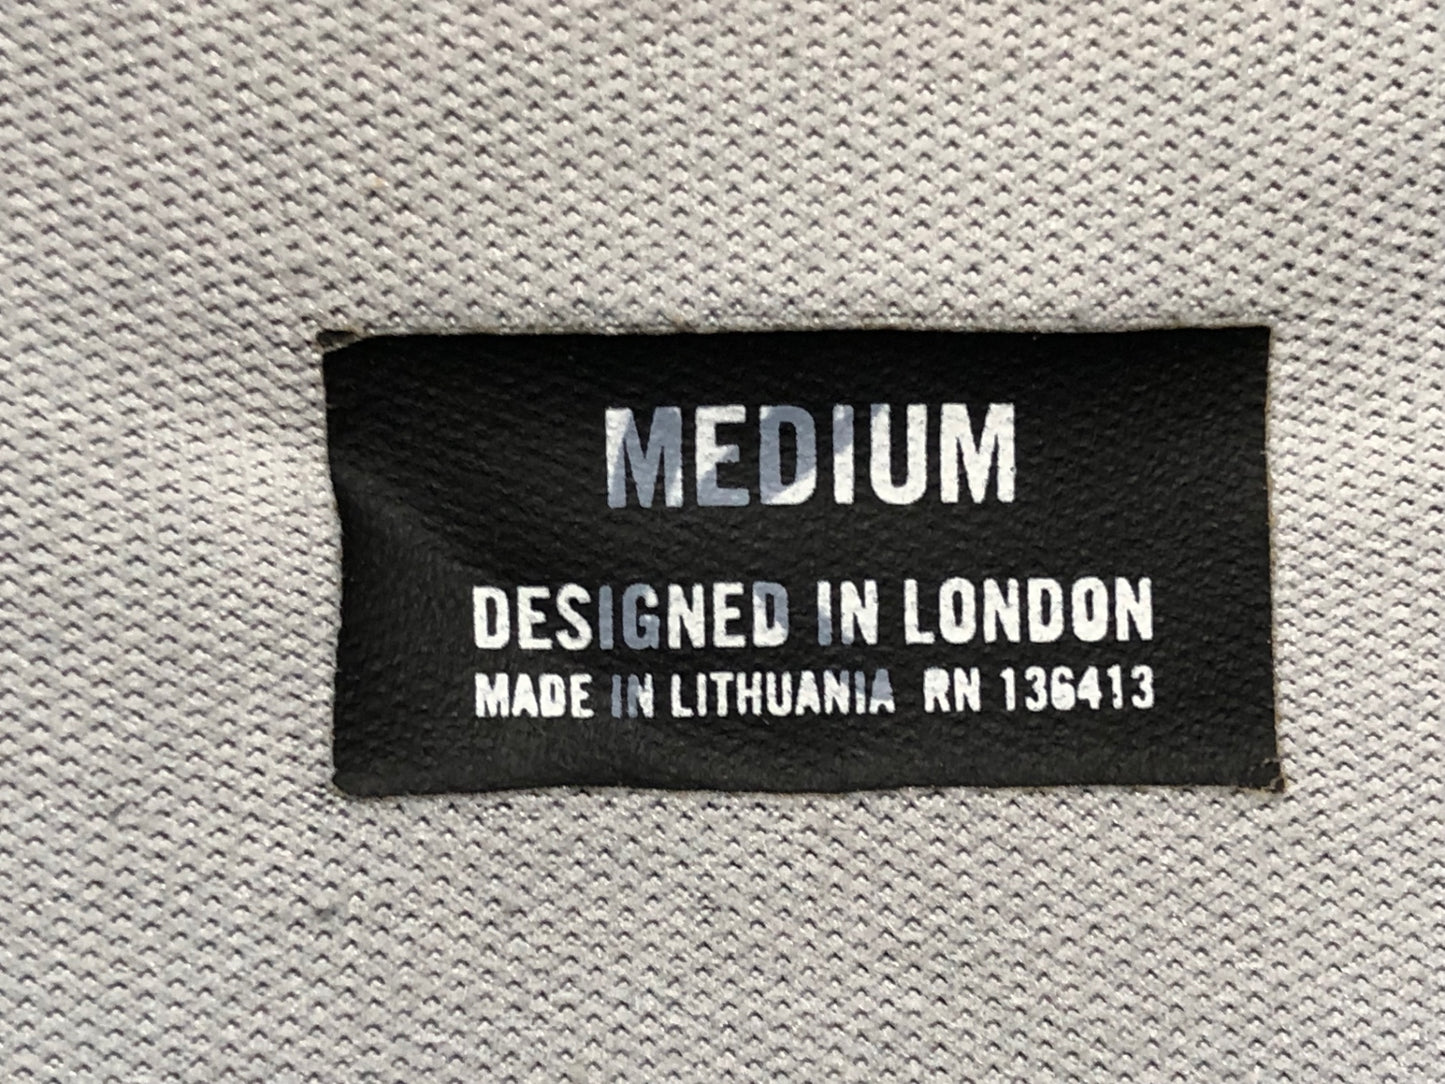 MEDIUM
DESIGNED IN LONDON
MADE IN LITHUANIA RN 136413